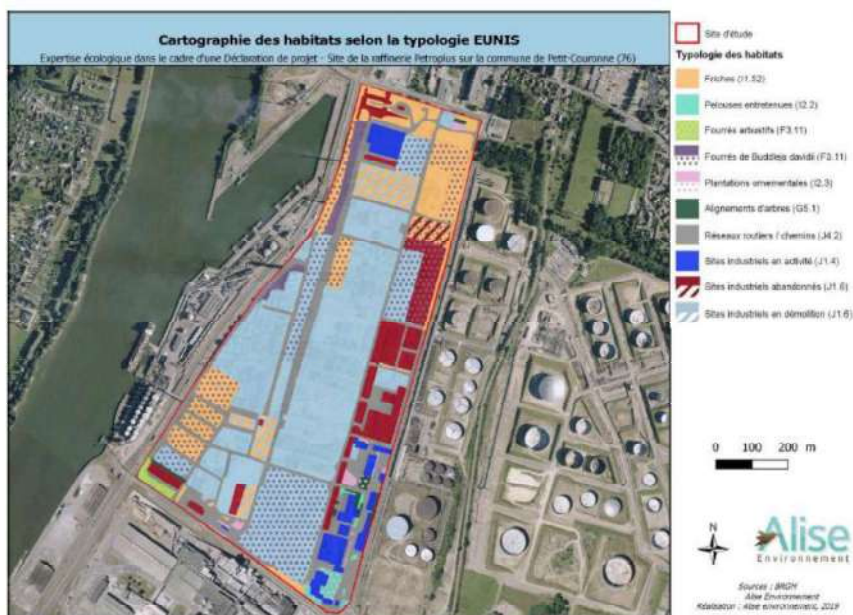 Cartographie des habitats selon la typologie EUNIS
Expertise écologique dans le cadre d'une Déclaration de projet - Site de la raffinerie Petroplus sur la commune de Petit-Couronne (76)
Site d'étude
Typologie des habitats
Friches (I1.52)
Pelouses entretenues (I2.2)
Fourrés arbustifs (F3.11)
Fourrés de Buddleja davidii (F3.11)
Plantations ornementales (I2.3)
Alignements d'arbres (G5.1)
Réseaux routiers / chemins (J4.2)
Sites industriels en activité (J1.4)
Sites industriels abandonnés (J1.6)
Sites industriels en démolition (J1.6)
0 100 200 m
N
Alise
Environnement
Sources : BRGM
Alise Environnement
Réalisation : Alise environnement, 2019